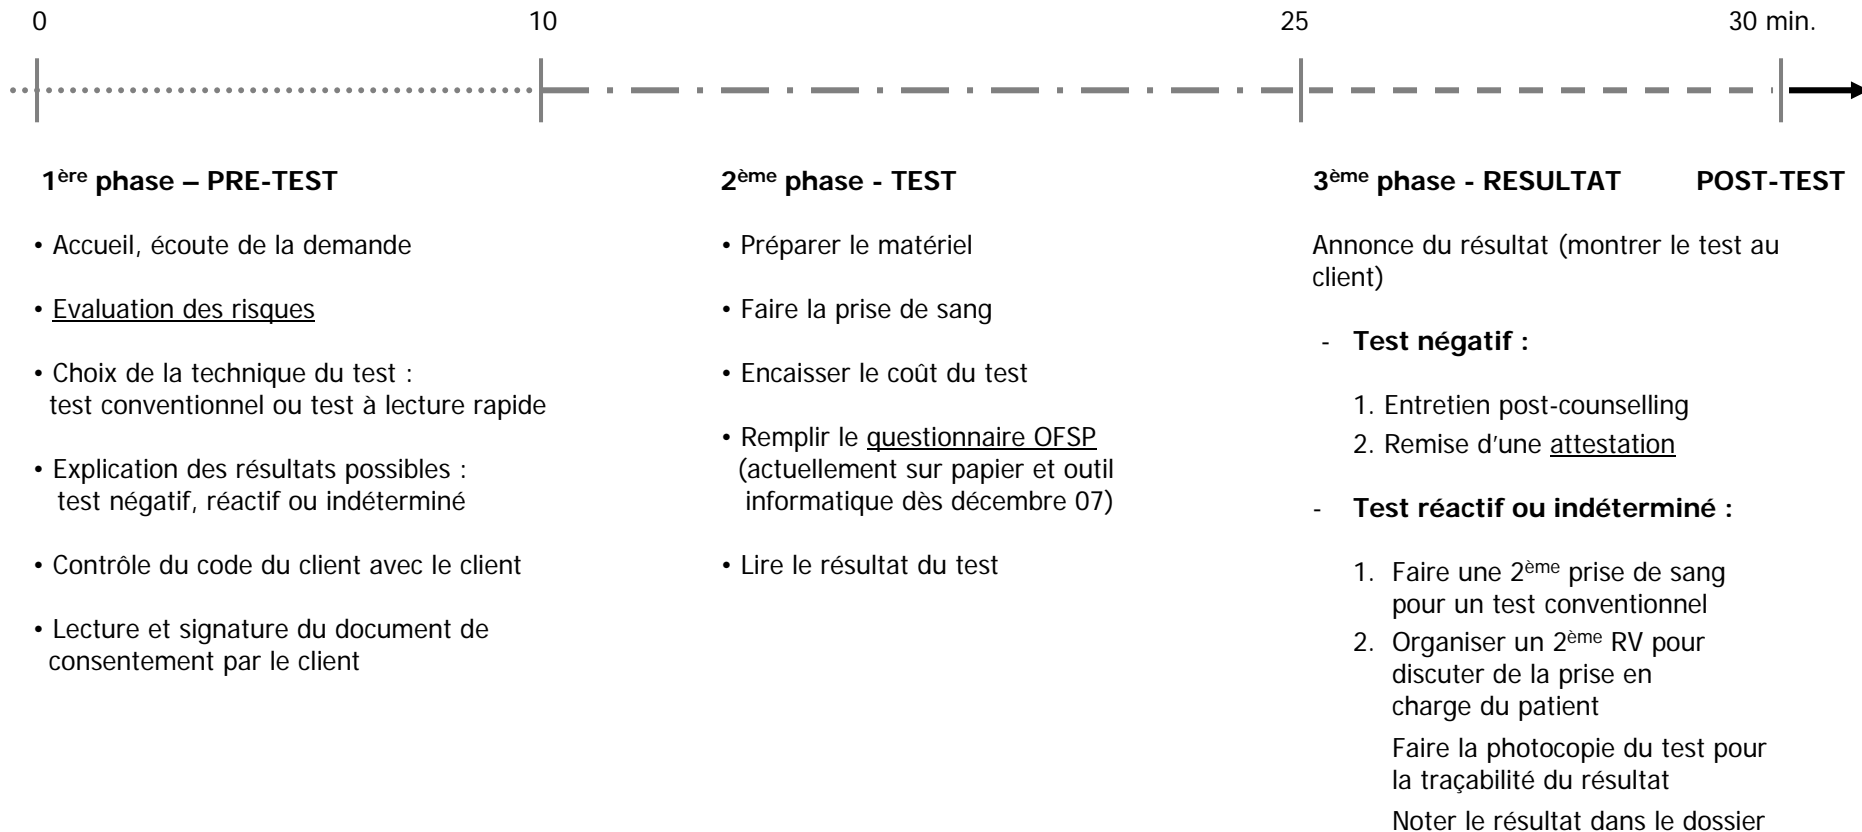 0 10 25 30 min.
1ère phase – PRE-TEST
• Accueil, écoute de la demande
• Evaluation des risques
• Choix de la technique du test :
test conventionnel ou test à lecture rapide
• Explication des résultats possibles :
test négatif, réactif ou indéterminé
• Contrôle du code du client avec le client
• Lecture et signature du document de
consentement par le client
2ème phase - TEST
• Préparer le matériel
• Faire la prise de sang
• Encaisser le coût du test
• Remplir le questionnaire OFSP
(actuellement sur papier et outil
informatique dès décembre 07)
• Lire le résultat du test
3ème phase - RESULTAT POST-TEST
Annonce du résultat (montrer le test au
client)
- Test négatif :
1. Entretien post-counselling
2. Remise d’une attestation
- Test réactif ou indéterminé :
1. Faire une 2ème prise de sang
pour un test conventionnel
2. Organiser un 2ème RV pour
discuter de la prise en
charge du patient
Faire la photocopie du test pour
la traçabilité du résultat
Noter le résultat dans le dossier